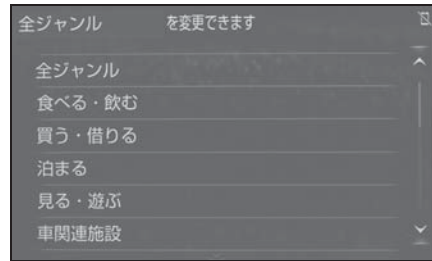 全ジャンル を変更できます
全ジャンル
食べる・飲む
買う・借りる
泊まる
見る・遊ぶ
車関連施設